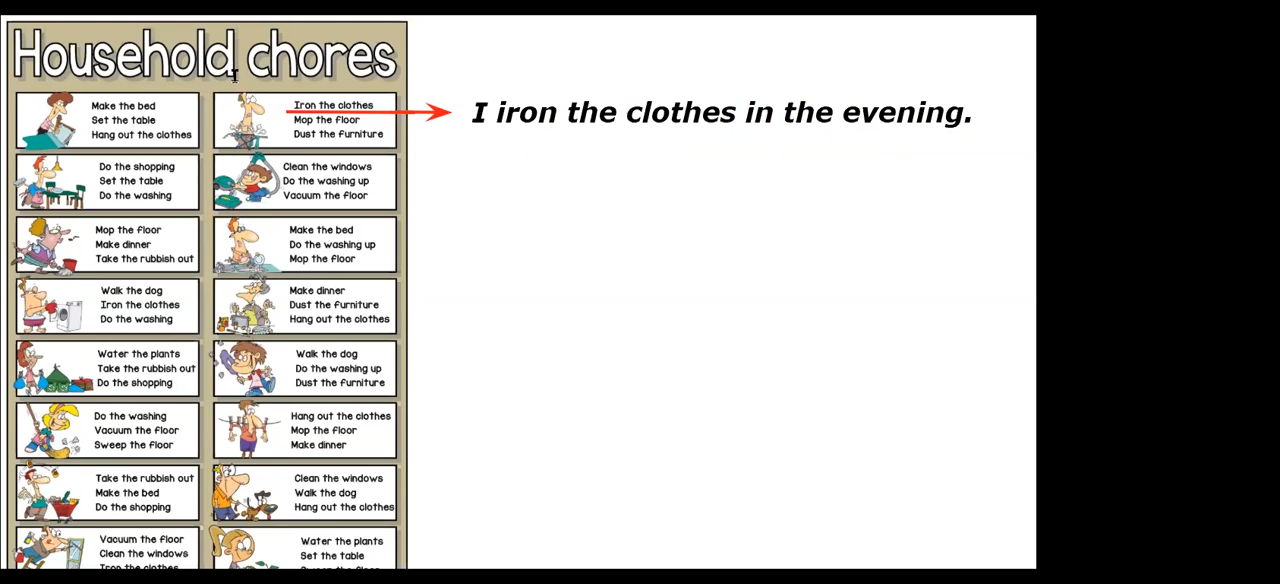 Household chores
Make the bed
Set the table
Hang out the clothes
Iron the clothes
Mop the floor
Dust the furniture
I iron the clothes in the evening.
Do the shopping
Set the table
Do the washing
Clean the windows
Do the washing up
Vacuum the floor
Mop the floor
Make dinner
Take the rubbish out
Make the bed
Do the washing up
Mop the floor
Walk the dog
Iron the clothes
Do the washing
Make dinner
Dust the furniture
Hang out the clothes
Water the plants
Take the rubbish out
Do the shopping
Walk the dog
Do the washing up
Dust the furniture
Do the washing
Vacuum the floor
Sweep the floor
Hang out the clothes
Mop the floor
Make dinner
Take the rubbish out
Make the bed
Do the shopping
Clean the windows
Walk the dog
Hang out the clothes
Vacuum the floor
Clean the windows
Iron the clothes
Water the plants
Set the table
Sweep the floor